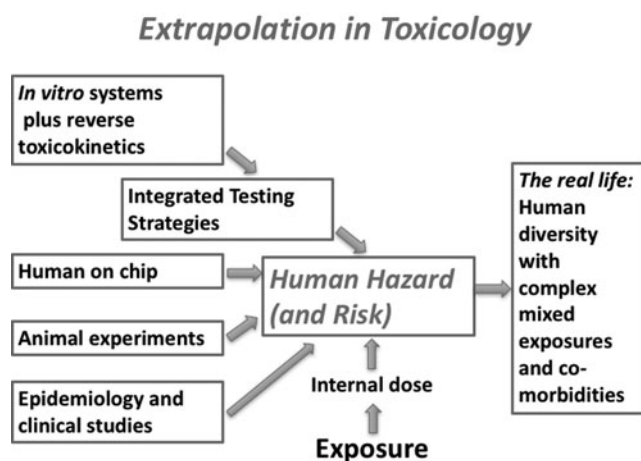 Extrapolation in Toxicology
In vitro systems
plus reverse
toxicokinetics
Integrated Testing
Strategies
Human on chip
Animal experiments
Epidemiology and
clinical studies
Human Hazard
(and Risk)
Internal dose
Exposure
The real life:
Human
diversity
with
complex
mixed
exposures
and co-
morbidities